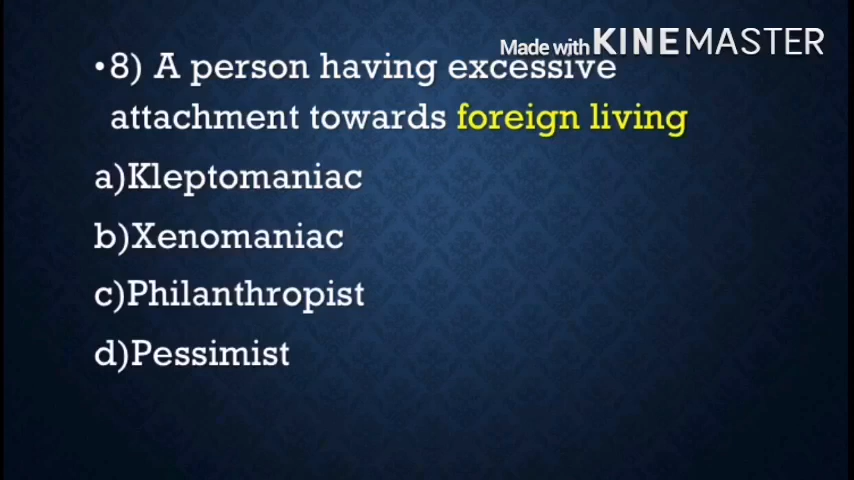 Made with KINEMASTER
•8) A person having excessive
attachment towards foreign living
a)Kleptomaniac
b)Xenomaniac
c)Philanthropist
d)Pessimist